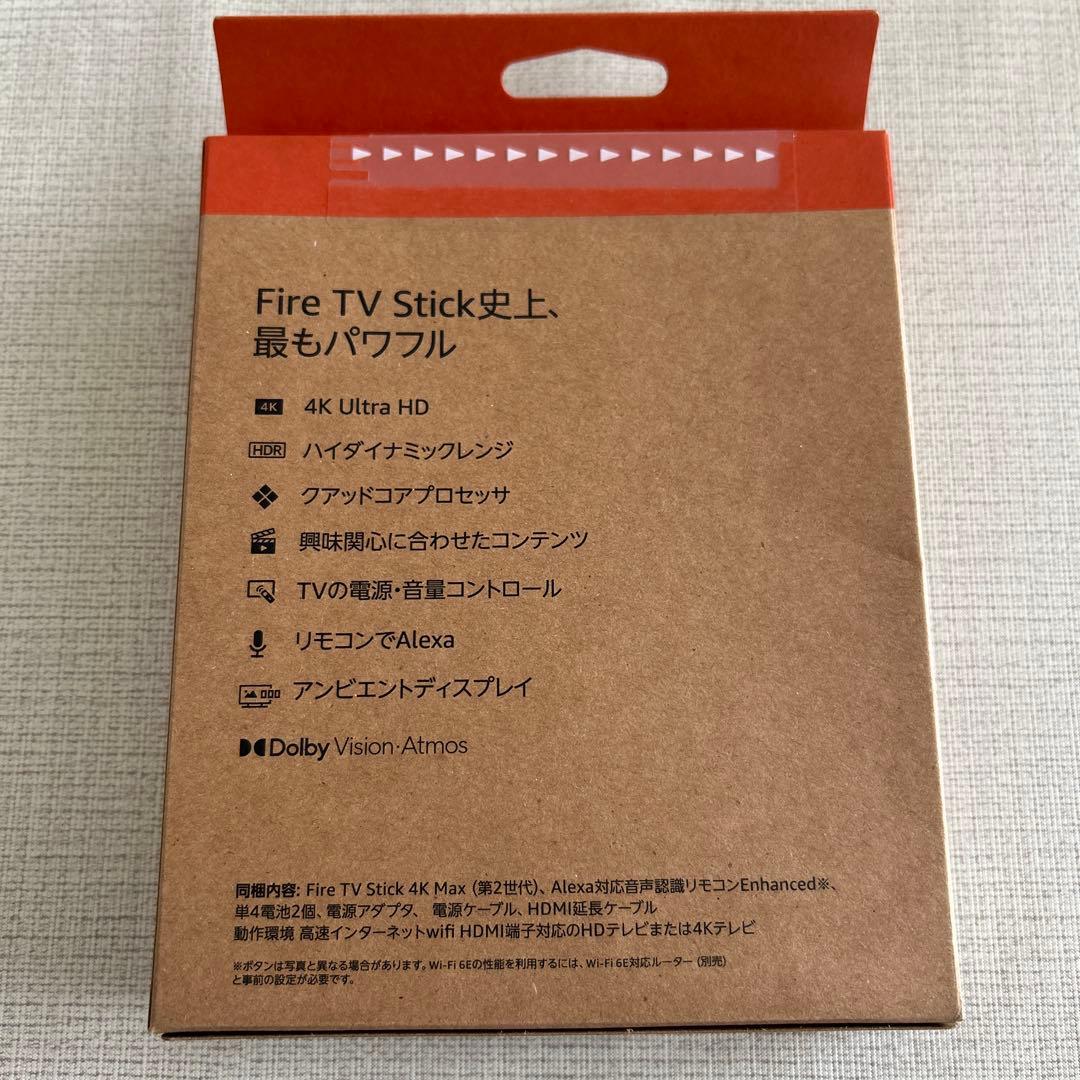 Fire TV Stick史上、
最もパワフル
4K 4K Ultra HD
HDR ハイダイナミックレンジ
クアッドコアプロセッサ
興味関心に合わせたコンテンツ
TVの電源・音量コントロール
リモコンでAlexa
アンビエントディスプレイ
Dolby Vision·Atmos
同梱内容: Fire TV Stick 4K Max (第2世代)、Alexa対応音声認識リモコンEnhanced※、
単4電池2個、電源アダプタ、 電源ケーブル、HDMI延長ケーブル
動作環境 高速インターネットwifi HDMI端子対応のHDテレビまたは4Kテレビ
※ボタンは写真と異なる場合があります。Wi-Fi 6Eの性能を利用するには、Wi-Fi 6E対応ルーター (別売)
と事前の設定が必要です。